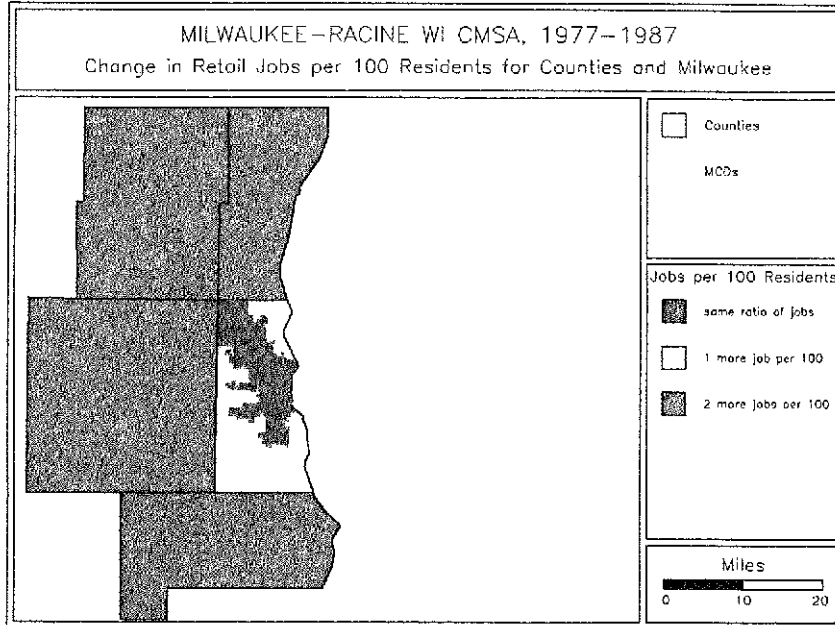 MILWAUKEE-RACINE WI CMSA, 1977-1987
Change in Retail Jobs per 100 Residents for Counties and Milwaukee
Counties
MCDs
Jobs per 100 Residents
same ratio of jobs
1 more job per 100
2 more jobs per 100
Miles
0 10 20